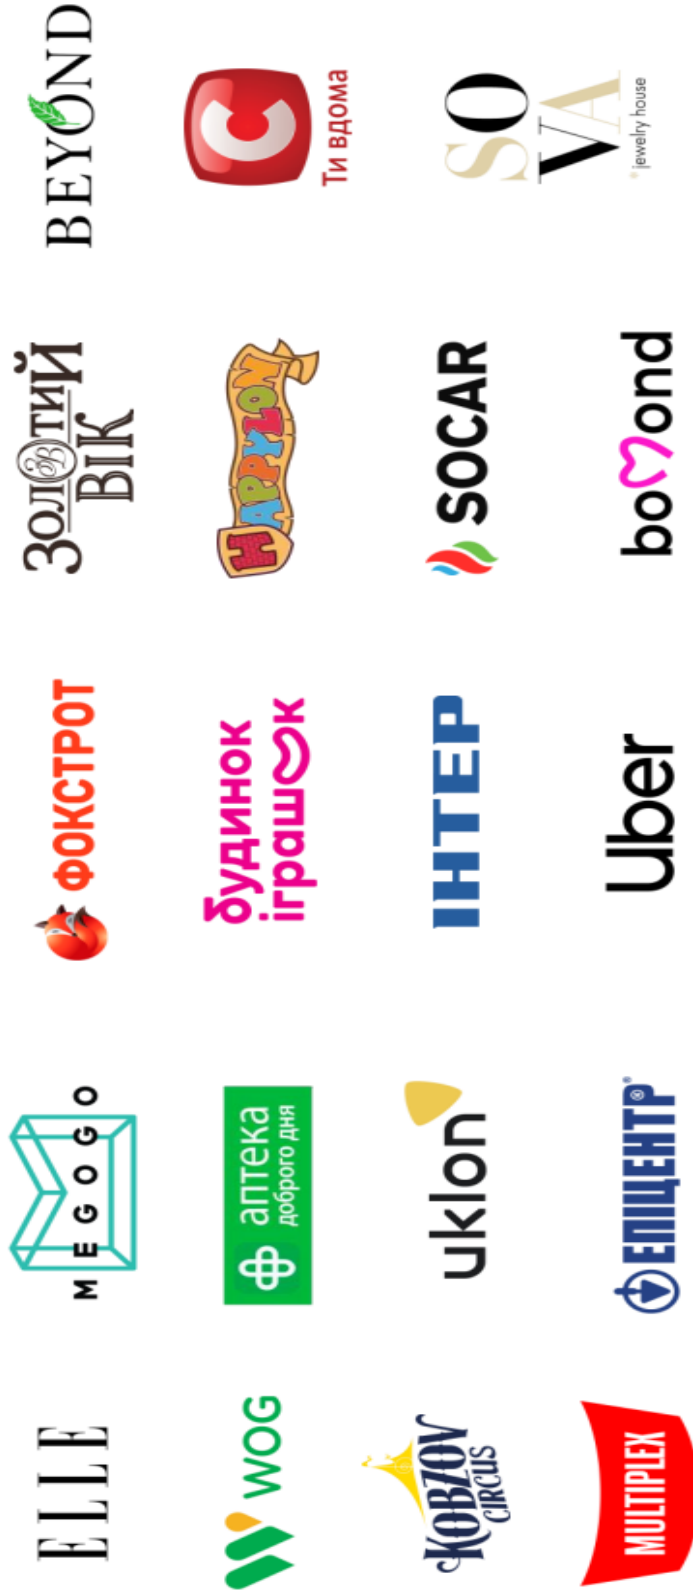 ELLE
MEGOGO
ФОКСТРОТ
ЗОЛОТИЙ
ВІК
BEYOND
WOG
аптека
доброго дня
будинок
іграшок
HAPPYLON
С
Ти вдома
KOBZOV
CIRCUS
uklon
ІНТЕР
SOCAR
SO
VA
jewelry house
MULTIPLEX
ЕПІЦЕНТР®
Uber
bomond